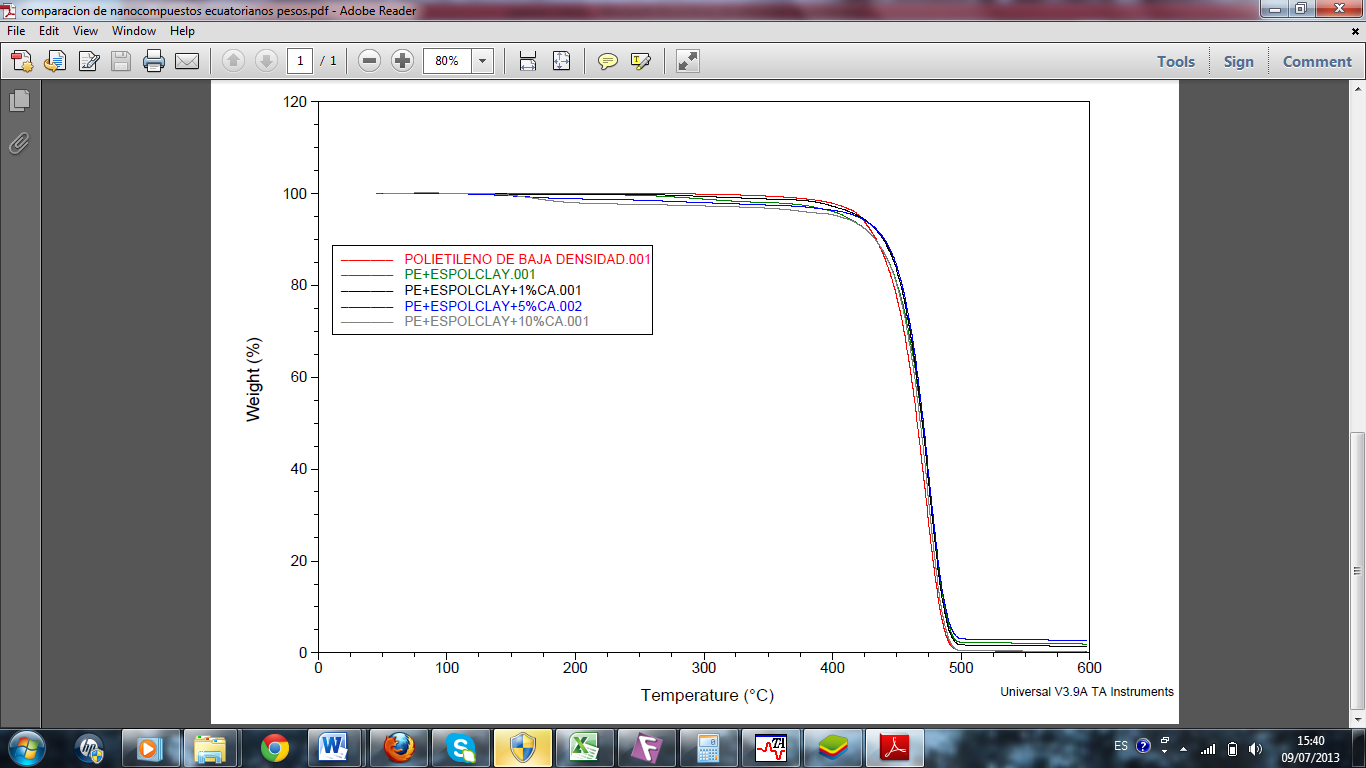 comparacion de nanocompuestos ecuatorianos pesos.pdf - Adobe Reader
File Edit View Window Help
1 / 1 80% Tools Sign Comment
120
100
80
60
40
20
0
Weight (%)
POLIETILENO DE BAJA DENSIDAD.001
PE+ESPOLCLAY.001
PE+ESPOLCLAY+1%CA.001
PE+ESPOLCLAY+5%CA.002
PE+ESPOLCLAY+10%CA.001
0 100 200 300 400 500 600
Temperature (°C)
Universal V3.9A TA Instruments
ES 15:40
09/07/2013